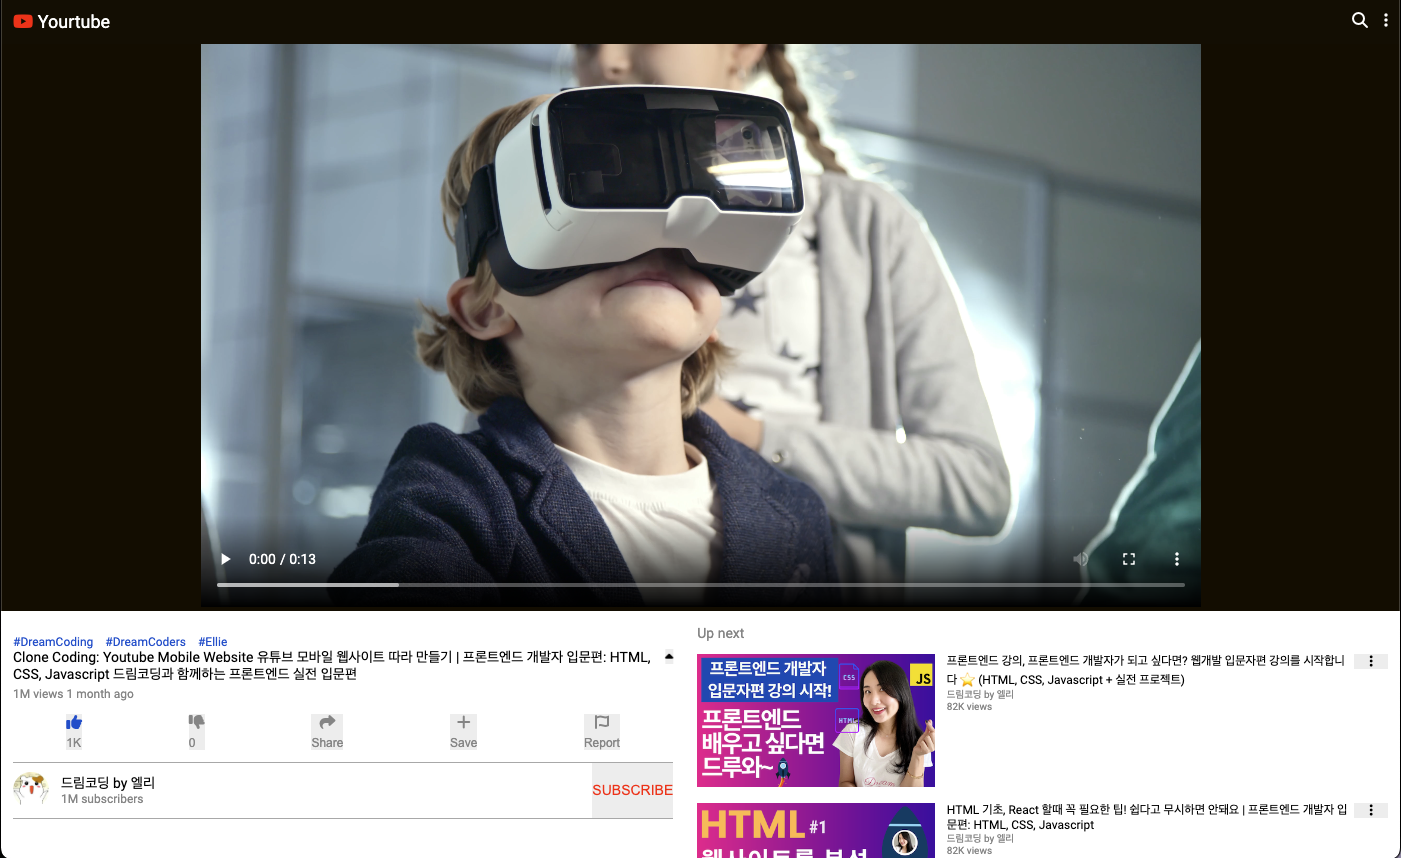 Yourtube
0:00 / 0:13
#DreamCoding #DreamCoders #Ellie
Clone Coding: Youtube Mobile Website 유튜브 모바일 웹사이트 따라 만들기 | 프론트엔드 개발자 입문편: HTML,
CSS, Javascript 드림코딩과 함께하는 프론트엔드 실전 입문편
1M views 1 month ago
1K
0
Share
Save
Report
드림코딩 by 엘리
1M subscribers
SUBSCRIBE
Up next
프론트엔드 개발자
입문자편 강의 시작!
CSS
JS
HTML
프론트엔드
배우고 싶다면
드루와~
프론트엔드 강의, 프론트엔드 개발자가 되고 싶다면? 웹개발 입문자편 강의를 시작합니
다 ⭐ (HTML, CSS, Javascript + 실전 프로젝트)
드림코딩 by 엘리
82K views
HTML #1
HTML 기초, React 할때 꼭 필요한 팁! 쉽다고 무시하면 안돼요 | 프론트엔드 개발자 입
문편: HTML, CSS, Javascript
드림코딩 by 엘리
82K views